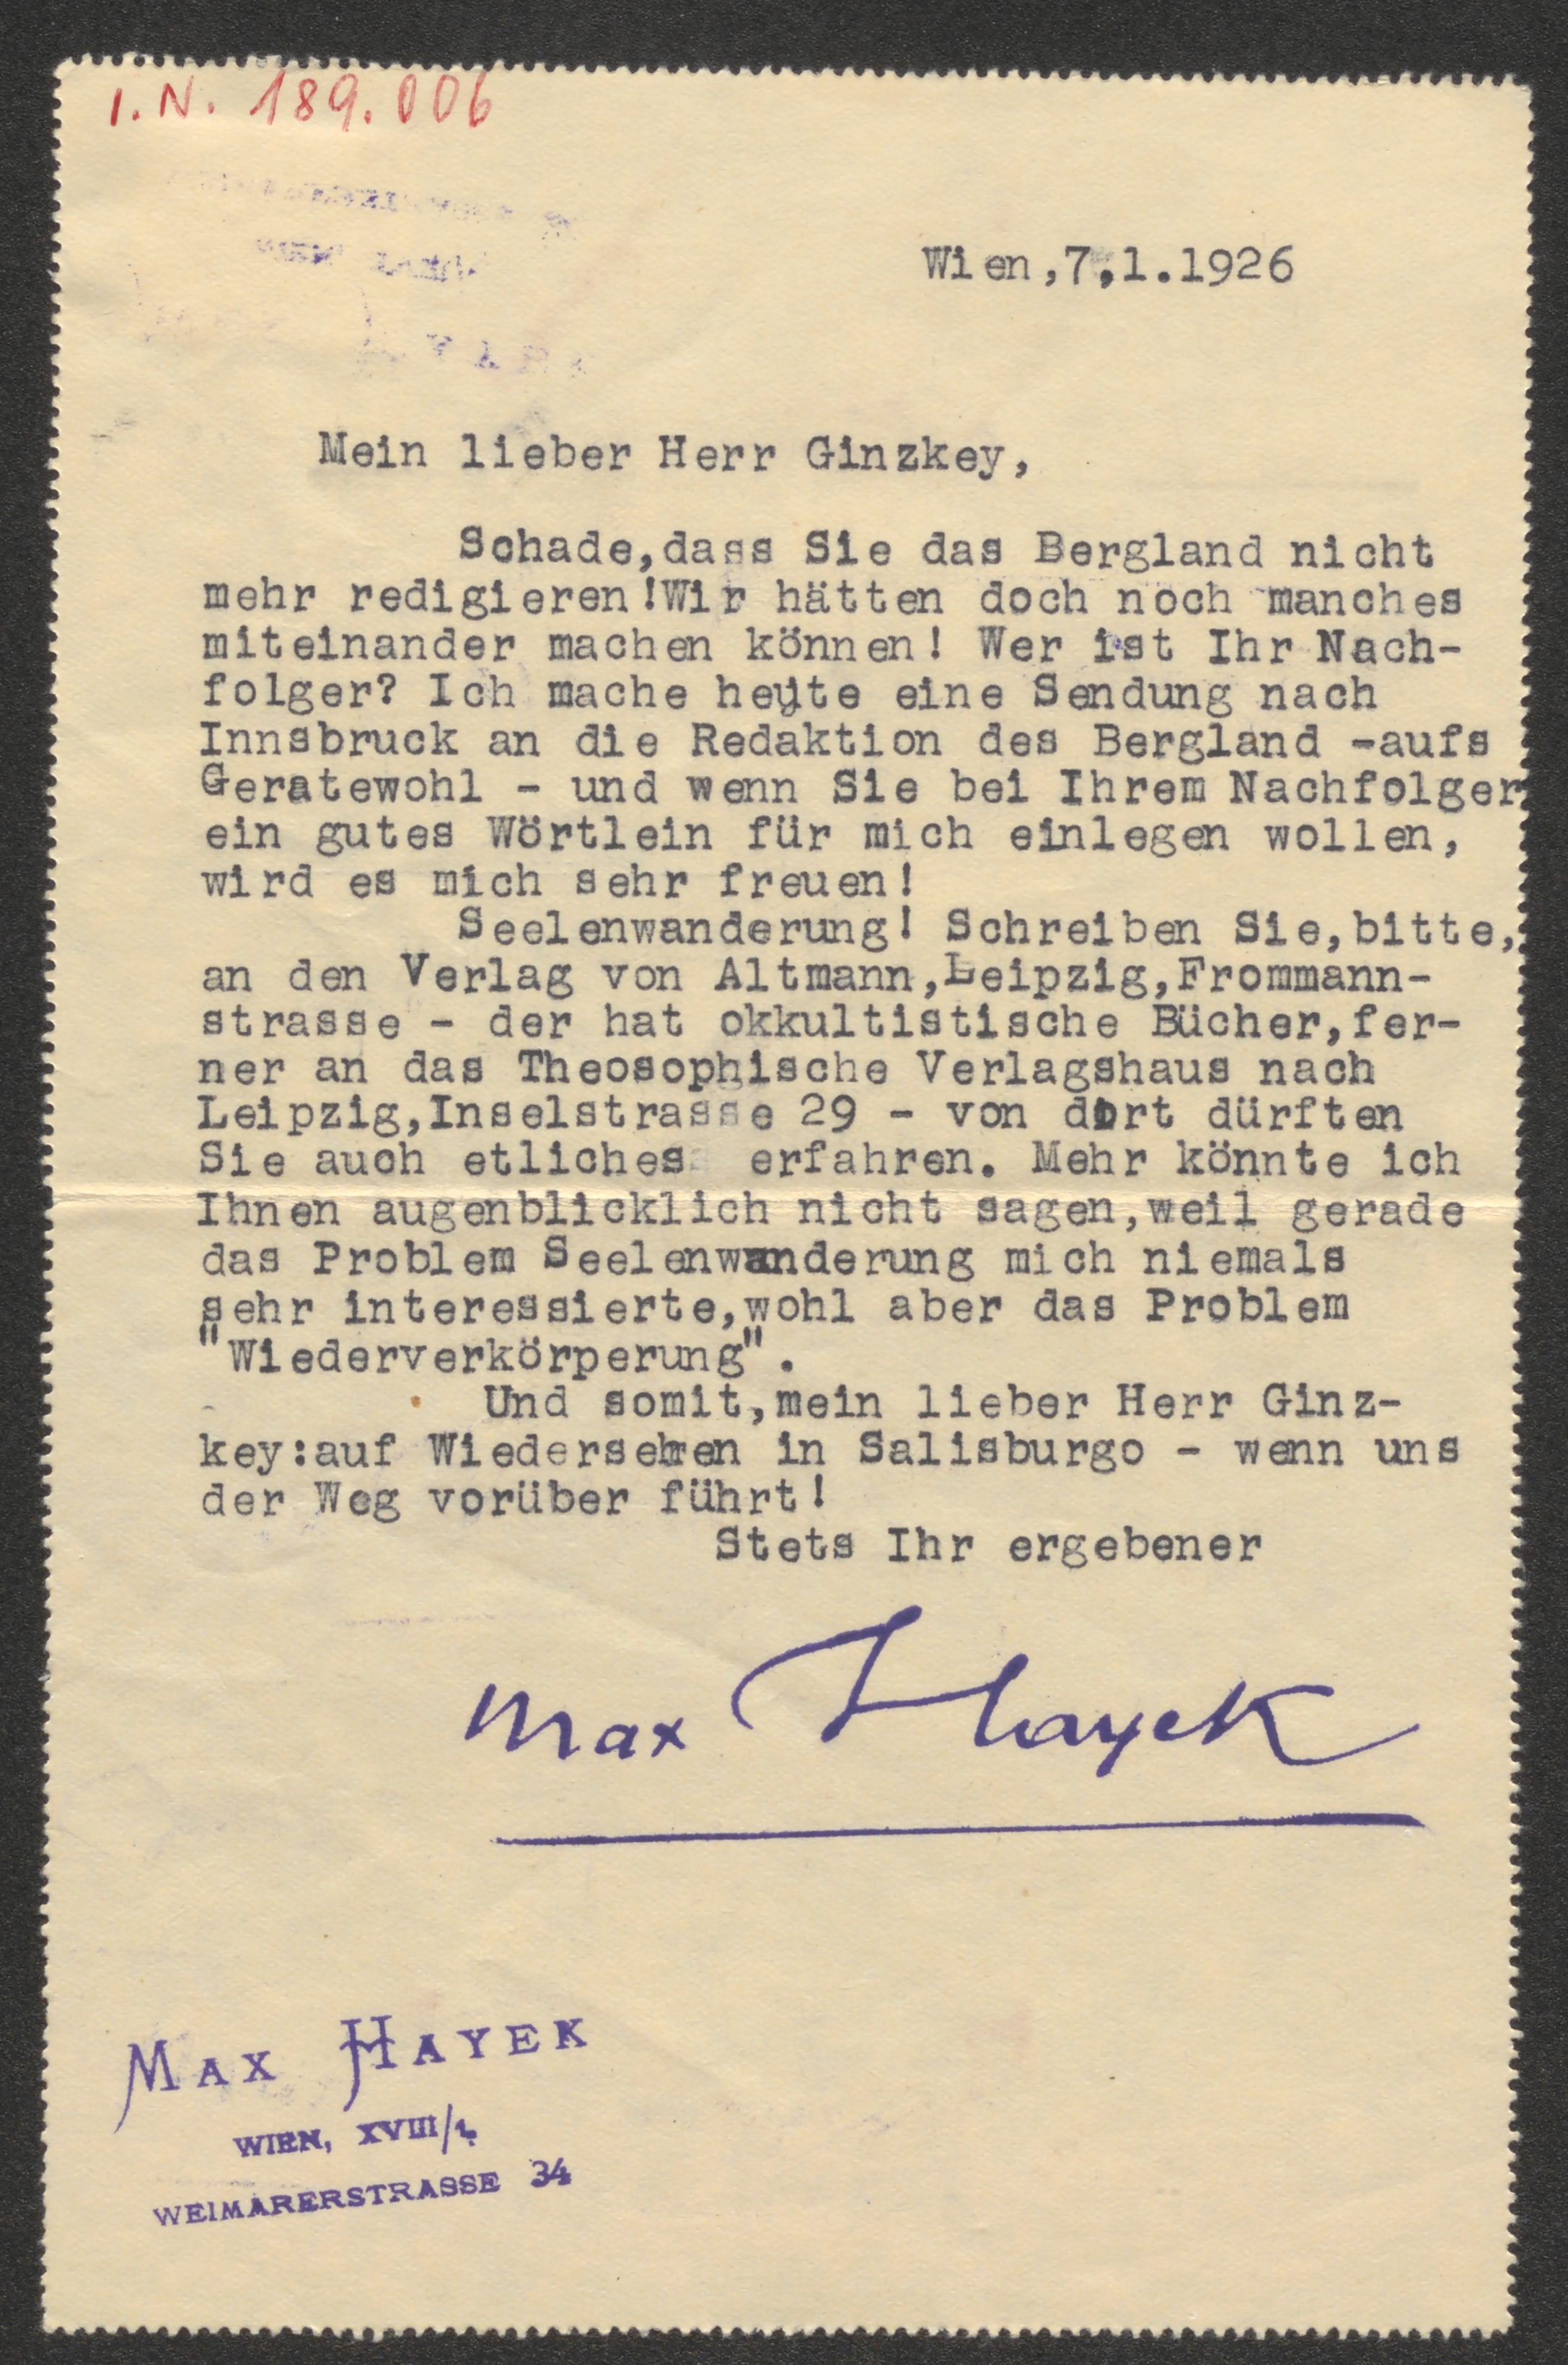 I.N. 189.006
Wien,7.1.1926
Mein lieber Herr Ginzkey,
Schade,dass Sie das Bergland nicht
mehr redigieren!Wir hätten doch noch manches
miteinander machen können! Wer ist Ihr Nach-
folger? Ich mache heute eine Sendung nach
Innsbruck an die Redaktion des Bergland -aufs
Geratewohl - und wenn Sie bei Ihrem Nachfolger
ein gutes Wörtlein für mich einlegen wollen,
wird es mich sehr freuen!
Seelenwanderung! Schreiben Sie,bitte,
an den Verlag von Altmann,Leipzig,Frommann-
strasse - der hat okkultistische Bücher,fer-
ner an das Theosophische Verlagshaus nach
Leipzig,Inselstrasse 29 - von dort dürften
Sie auch etliches erfahren. Mehr könnte ich
Ihnen augenblicklich nicht sagen,weil gerade
das Problem Seelenwanderung mich niemals
sehr interessierte,wohl aber das Problem
"Wiederverkörperung".
Und somit,mein lieber Herr Ginz-
key:auf Wiedersehen in Salisburgo - wenn uns
der Weg vorüber führt!
Stets Ihr ergebener
Max Hayek
MAX HAYEK
WIEN, XVIII/1.
WEIMARERSTRASSE 34